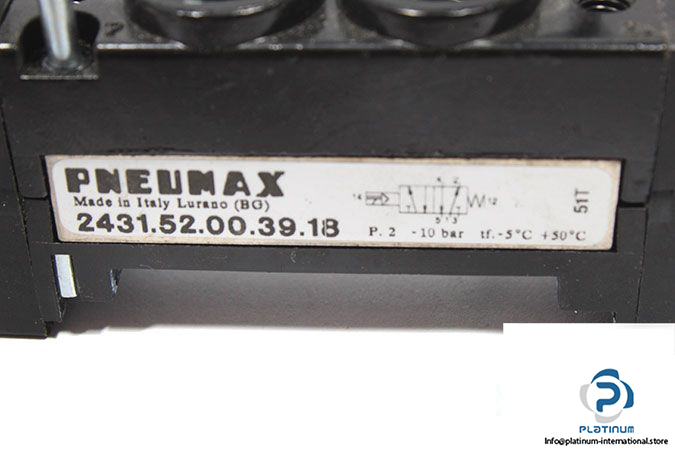 PNEUMAX
Made in Italy Lurano (BG)
2431.52.00.39.18
14
4 2
5 3
12
P. 2 -10 bar tf.-5°C +50°C
51T
PLATINUM
Info@platinum-international.store